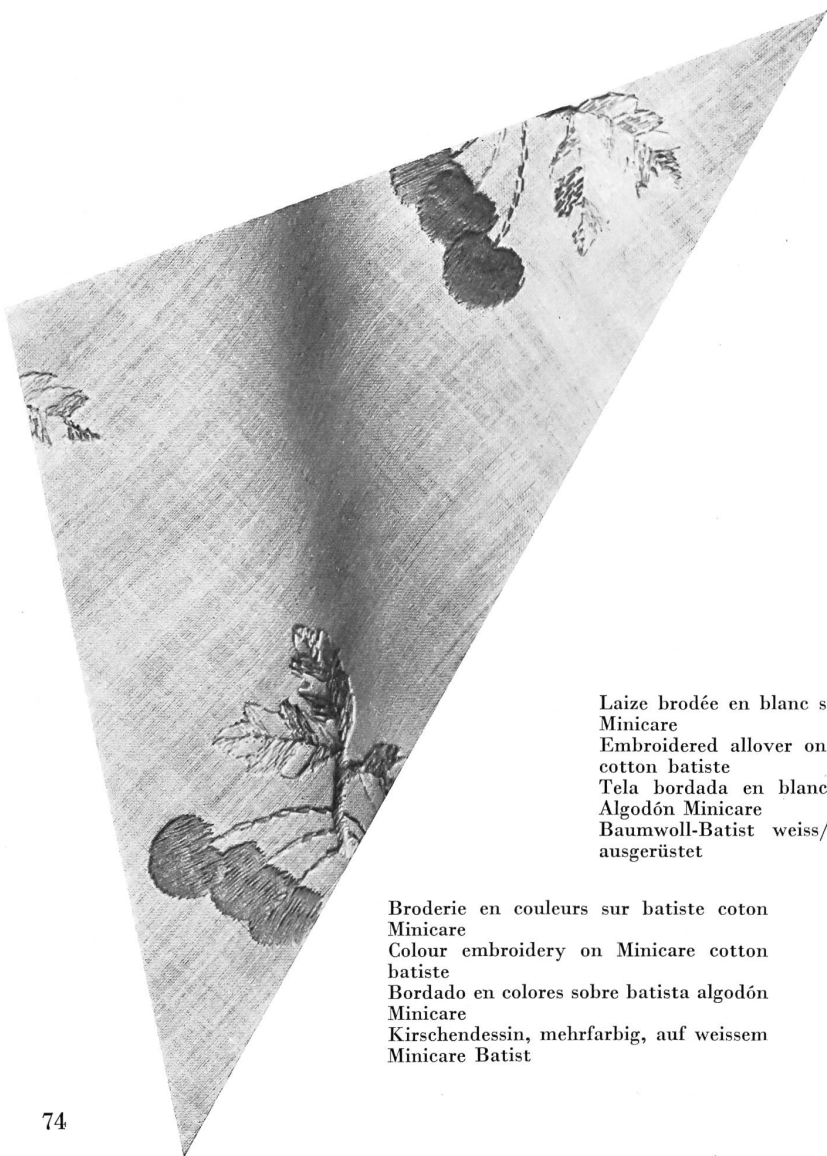 Laize brodée en blanc s
Minicare
Embroidered allover on
cotton batiste
Tela bordada en blanc
Algodón Minicare
Baumwoll-Batist weiss/
ausgerüstet
Broderie en couleurs sur batiste coton
Minicare
Colour embroidery on Minicare cotton
batiste
Bordado en colores sobre batista algodón
Minicare
Kirschendessin, mehrfarbig, auf weissem
Minicare Batist
74